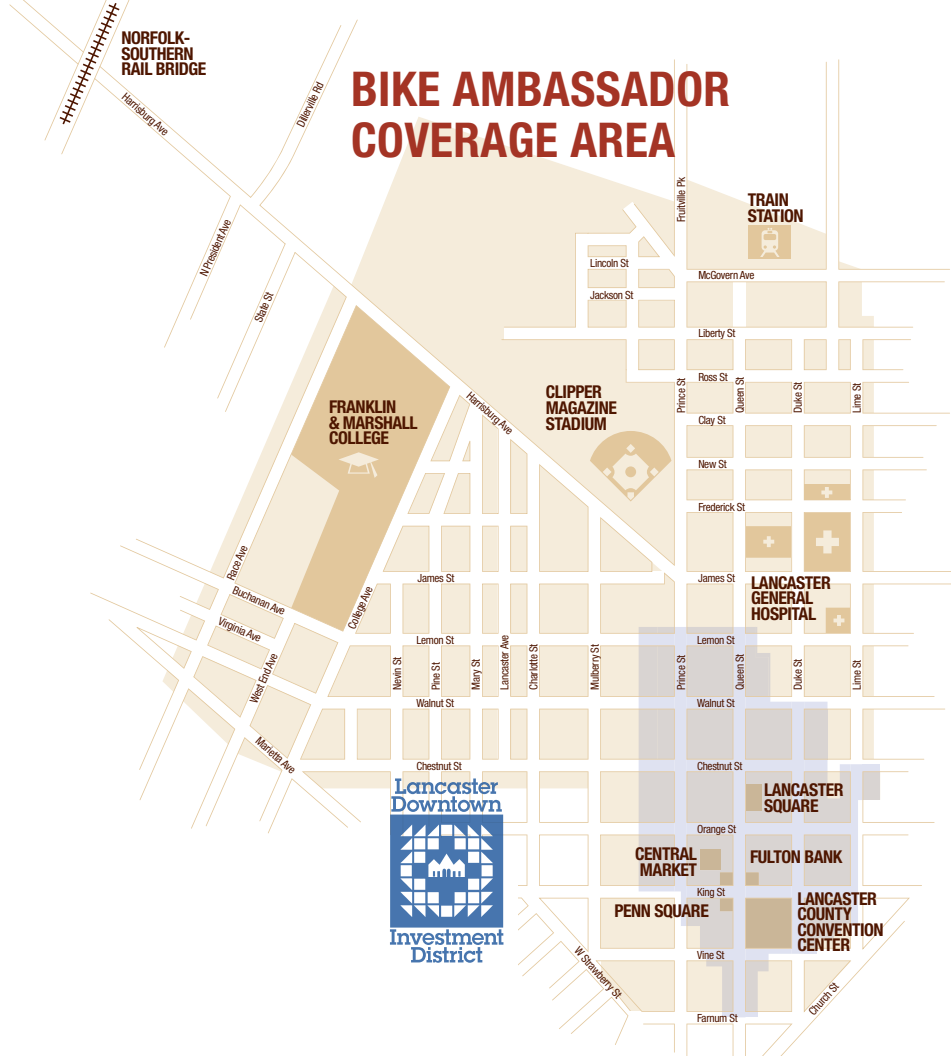 NORFOLK-
SOUTHERN
RAIL BRIDGE
Harrisburg Ave
Dillerville Rd
BIKE AMBASSADOR
COVERAGE AREA
Fruitville Pk
TRAIN
STATION
N President Ave
State St
Lincoln St
Jackson St
McGovern Ave
Liberty St
Ross St
Prince St
Queen St
Duke St
Lime St
Clay St
New St
Frederick St
FRANKLIN
& MARSHALL
COLLEGE
Harrisburg Ave
CLIPPER
MAGAZINE
STADIUM
Race Ave
Buchanan Ave
Virginia Ave
West End Ave
College Ave
Marietta Ave
James St
James St
LANCASTER
GENERAL
HOSPITAL
Lemon St
Lemon St
Nevin St
Pine St
Mary St
Lancaster Ave
Charlotte St
Mulberry St
Prince St
Queen St
Duke St
Lime St
Walnut St
Walnut St
Chestnut St
Chestnut St
Lancaster
Downtown
Investment
District
LANCASTER
SQUARE
Orange St
CENTRAL
MARKET
FULTON BANK
King St
PENN SQUARE
LANCASTER
COUNTY
CONVENTION
CENTER
Vine St
W Strawberry St
Church St
Farnum St